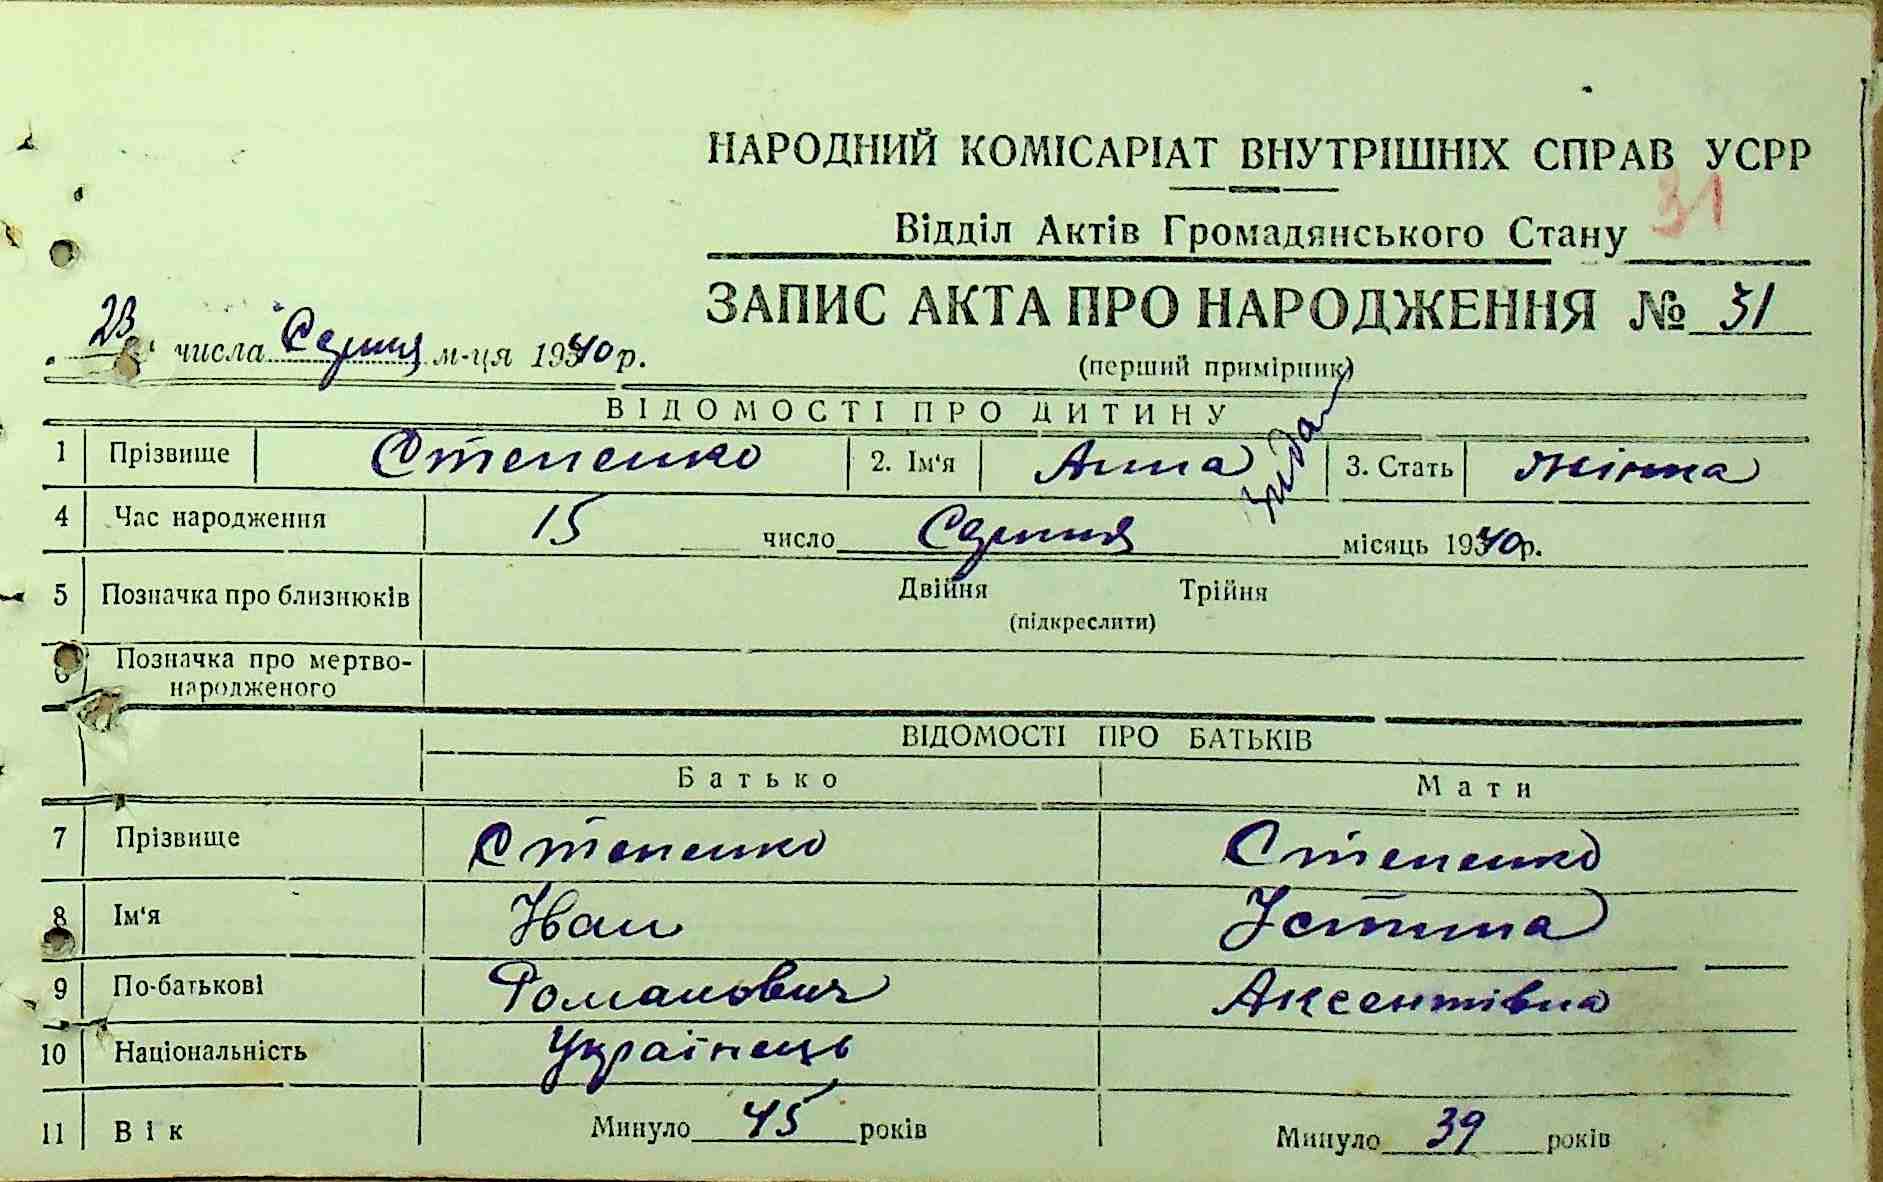 НАРОДНИЙ КОМІСАРІАТ ВНУТРІШНІХ СПРАВ УСРР
31
Відділ Актів Громадянського Стану
ЗАПИС АКТА ПРО НАРОДЖЕННЯ № 31
(перший примірник)
„23“ числа Серпня м-ця 1940 р.
ВІДОМОСТІ ПРО ДИТИНУ
1 Прізвище Степенко 2. Ім‘я Анна 3. Стать жінка
4 Час народження 15 число Серпня місяць 1940р.
5 Позначка про близнюків Двійня Трійня
(підкреслити)
6 Позначка про мертво-
народженого
ВІДОМОСТІ ПРО БАТЬКІВ
Батько Мати
7 Прізвище Степенко Степенко
8 Ім‘я Иван Устина
9 По-батькові Романович Аксентівна
10 Національність Українець
11 Вік Минуло 45 років Минуло 39 років